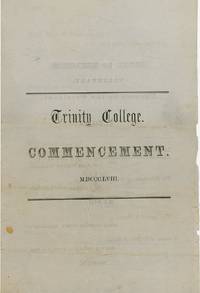 Trinity College.
COMMENCEMENT.
MDCCCLVIII.